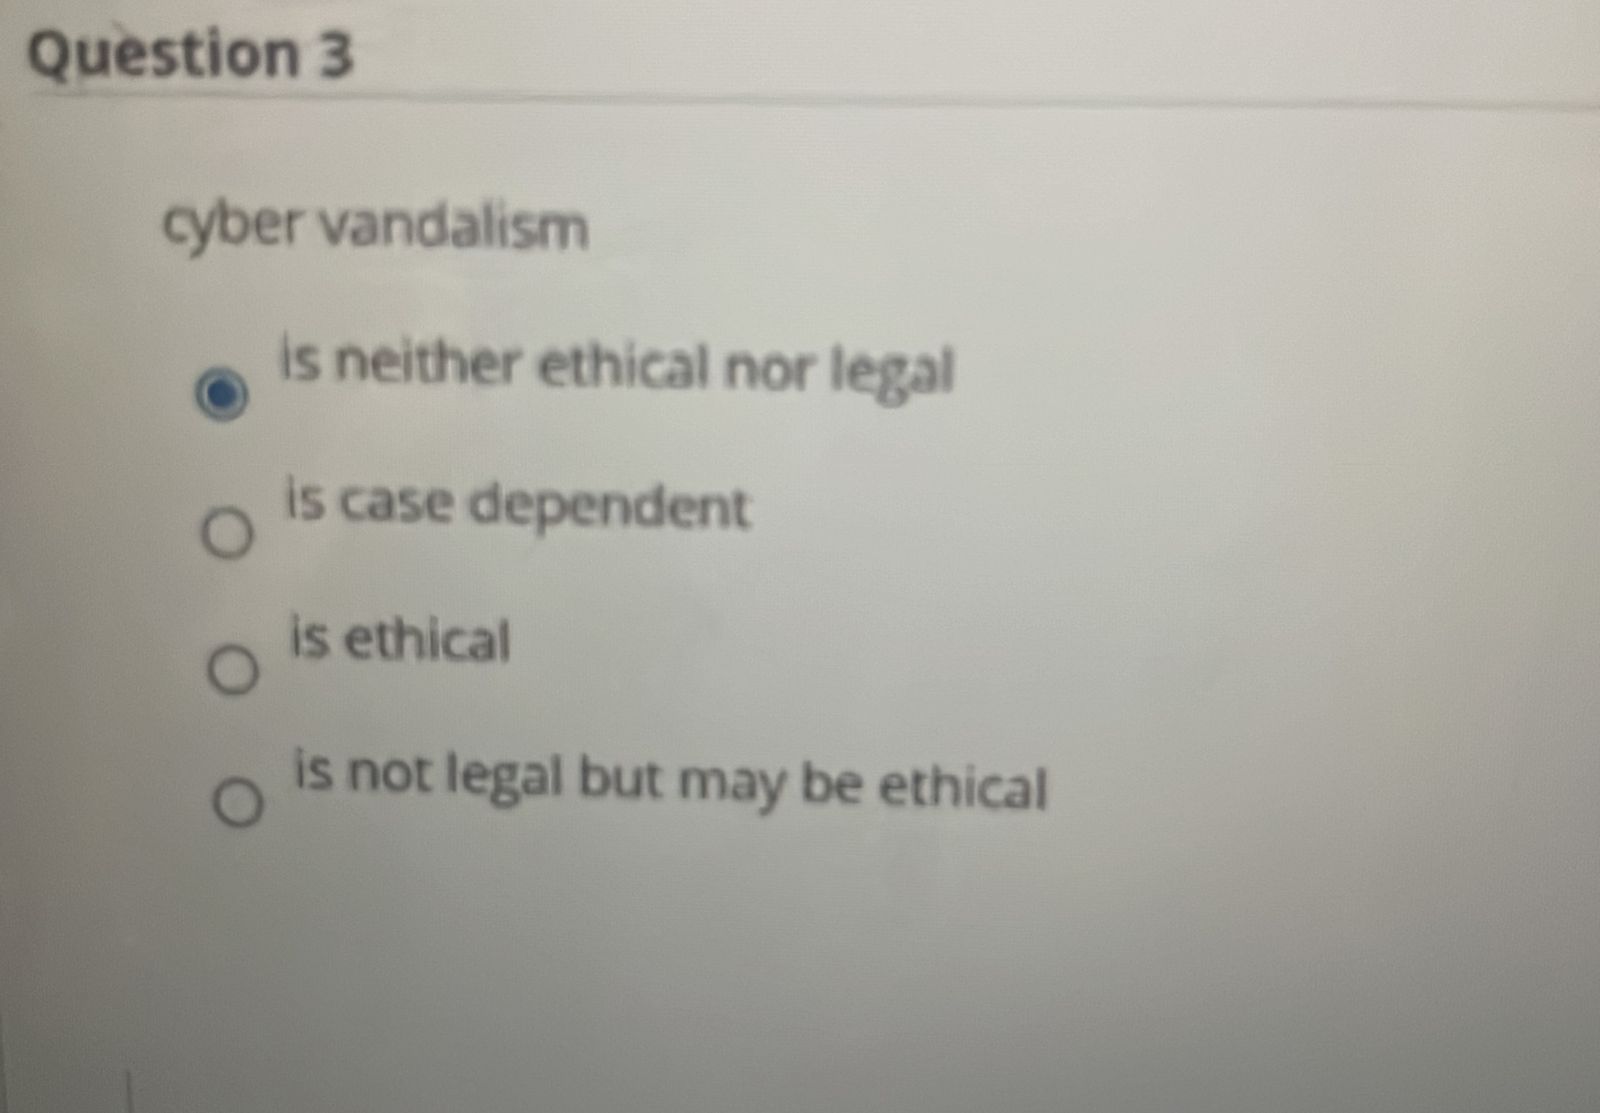 Question 3
cyber vandalism
is neither ethical nor legal
is case dependent
is ethical
is not legal but may be ethical